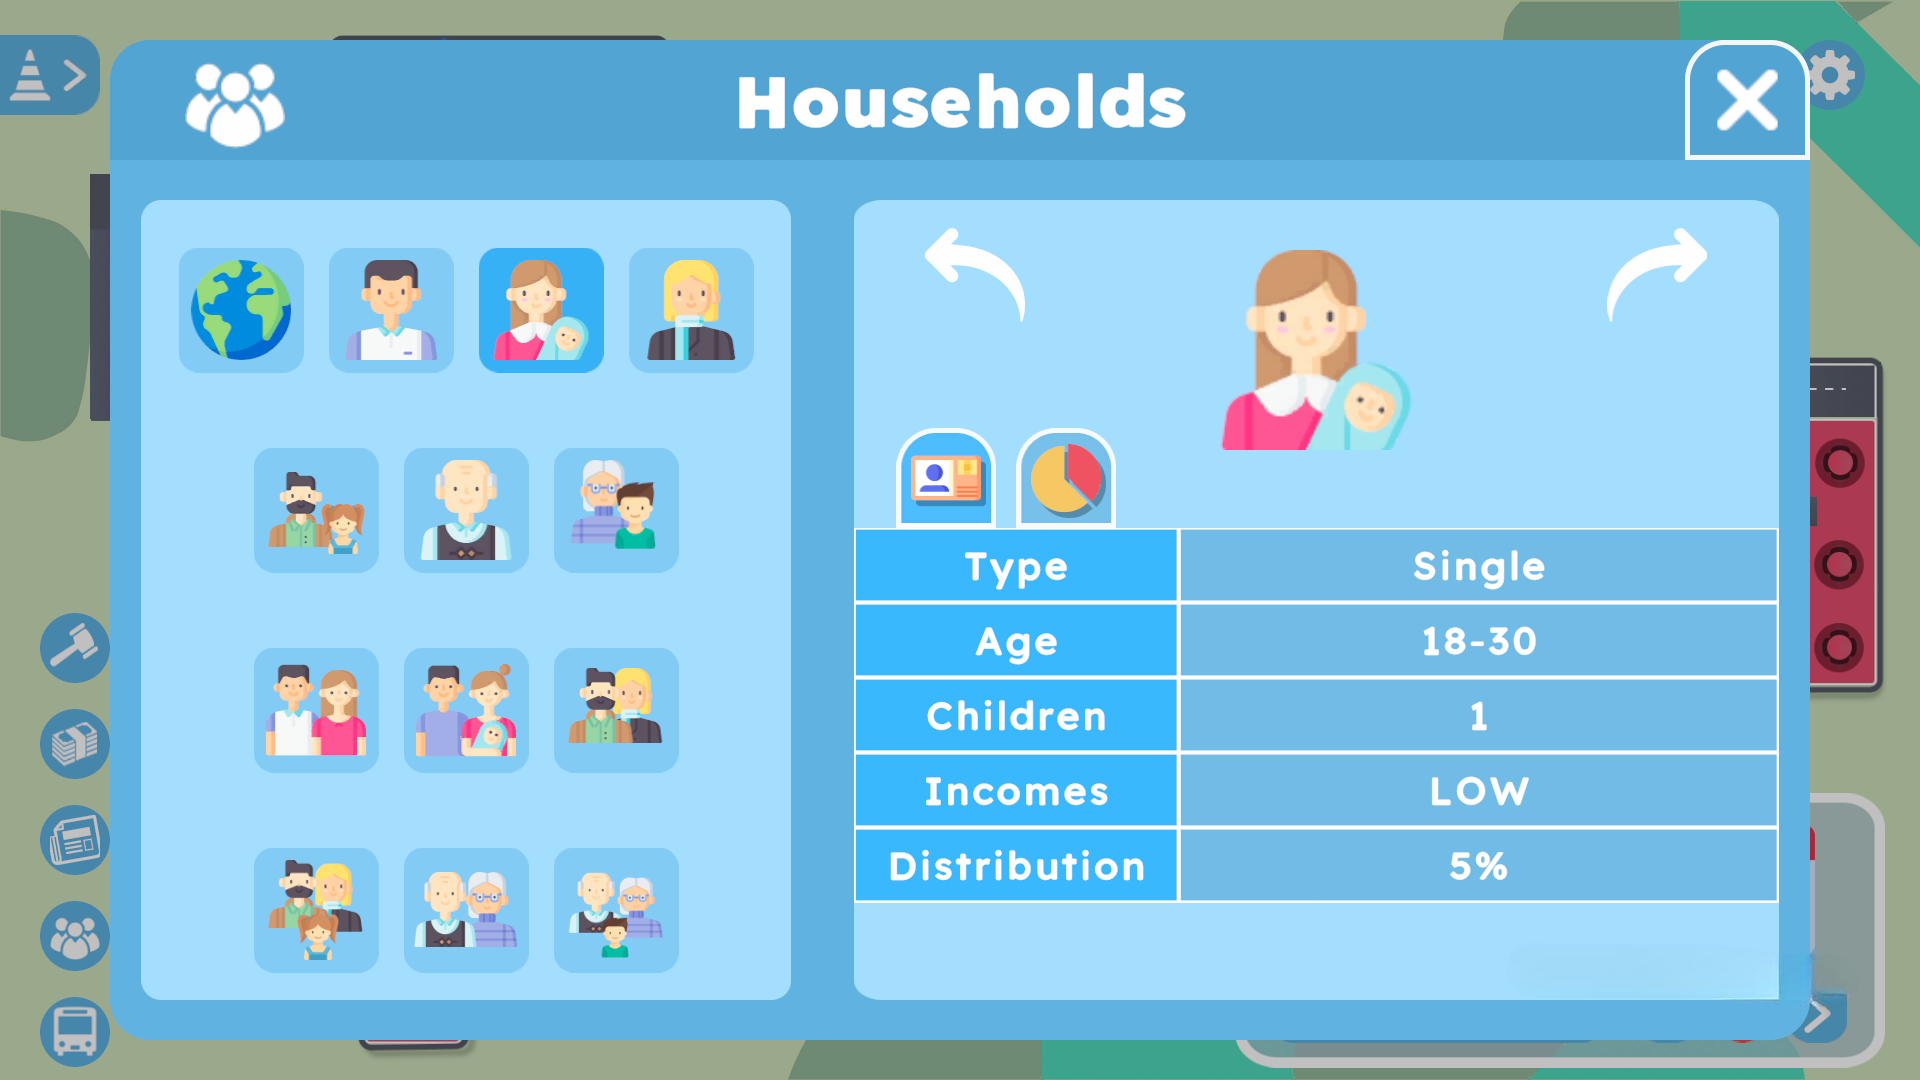 Households
Type Single
Age 18-30
Children 1
Incomes LOW
Distribution 5%